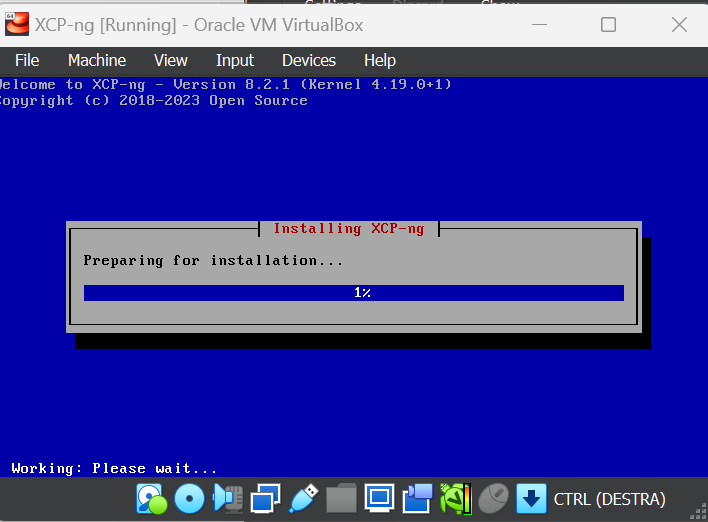 XCP-ng [Running] - Oracle VM VirtualBox
File Machine View Input Devices Help
elcome to XCP-ng - Version 8.2.1 (Kernel 4.19.0+1)
opyright (c) 2018-2023 Open Source
Installing XCP-ng
Preparing for installation...
1%
Working: Please wait...
CTRL (DESTRA)